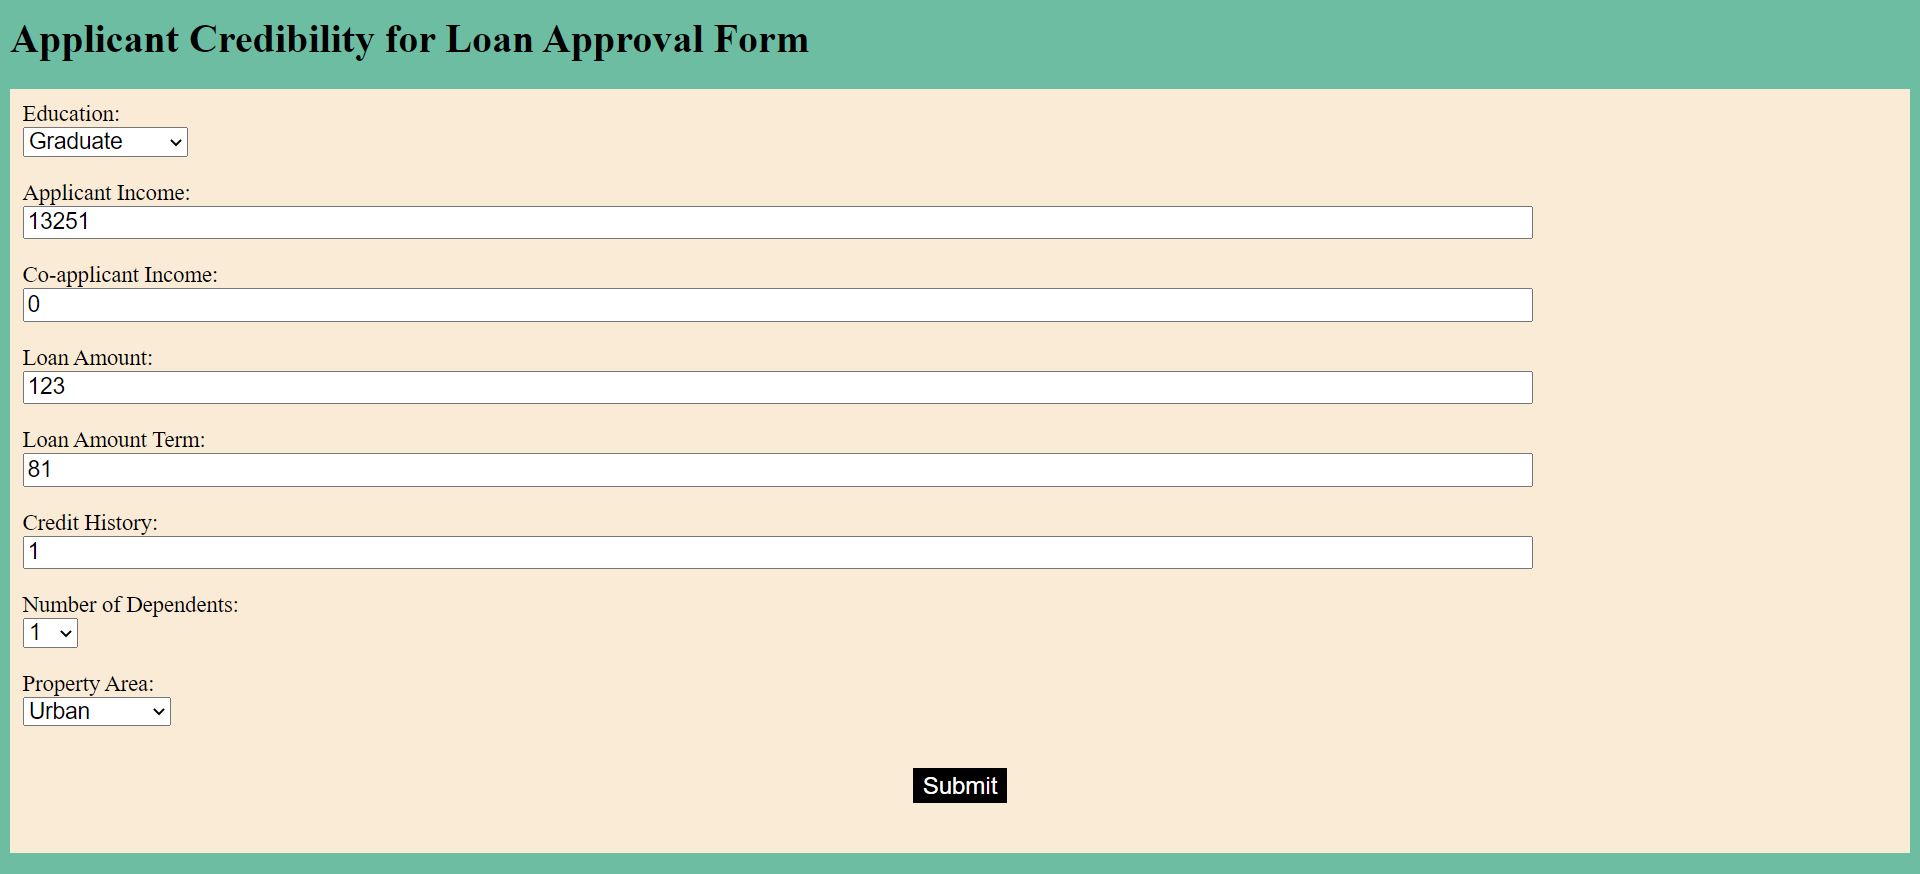 Applicant Credibility for Loan Approval Form
Education:
Graduate
Applicant Income:
13251
Co-applicant Income:
0
Loan Amount:
123
Loan Amount Term:
81
Credit History:
1
Number of Dependents:
1
Property Area:
Urban
Submit